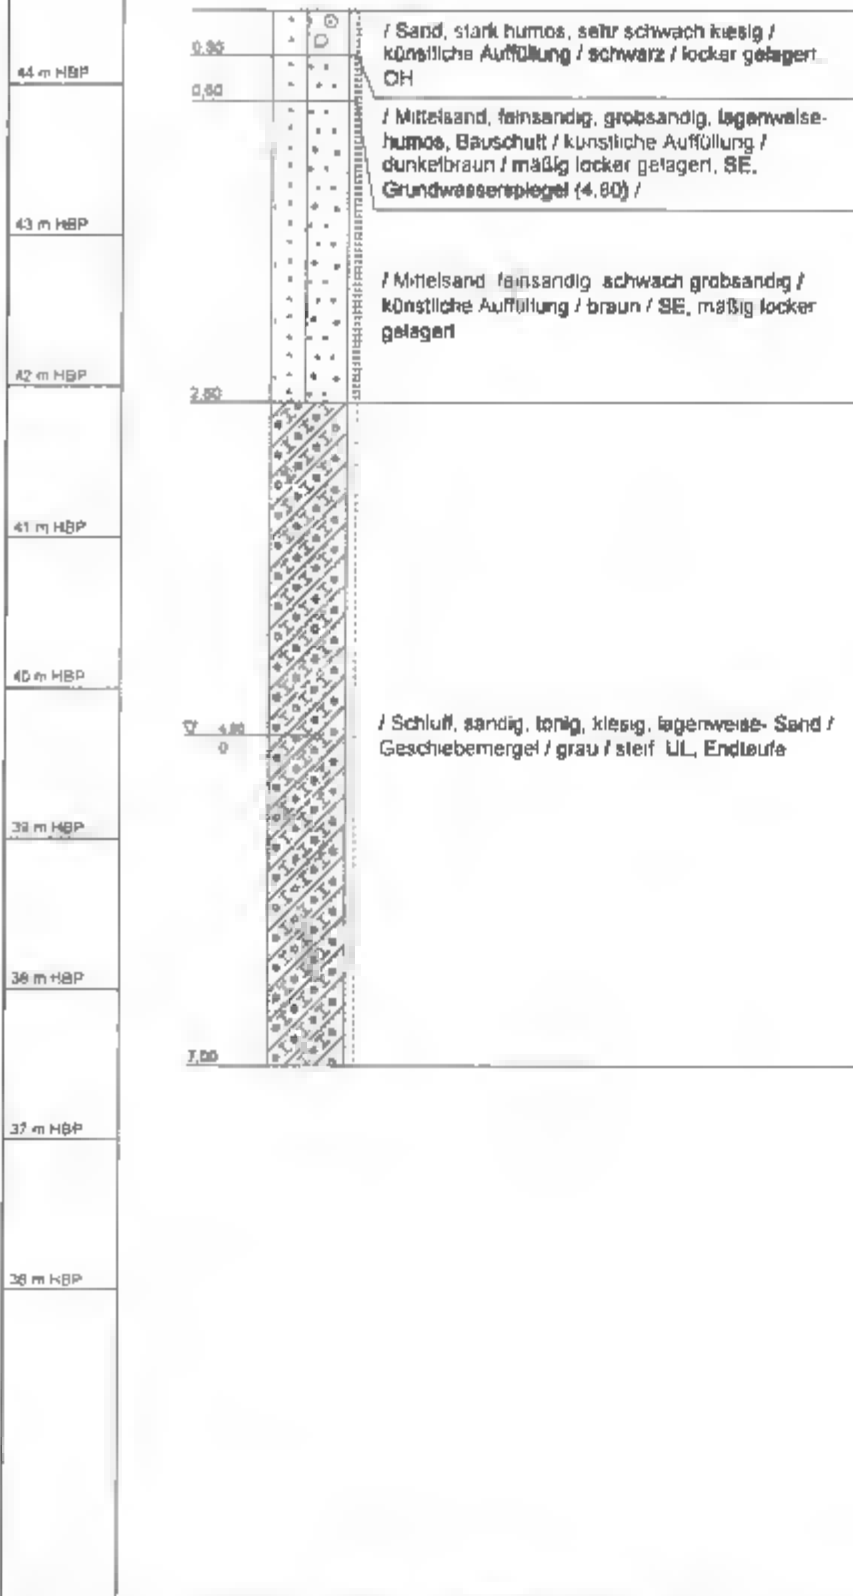 / Sand, stark humos, sehr schwach kiesig /
0,30
künstliche Auffüllung / schwarz / locker gelagert
44 m HBP
OH
0,60
/ Mittelsand, feinsandig, grobsandig, lagenweise-
humos, Bauschutt / künstliche Auffüllung /
dunkelbraun / mäßig locker gelagert, SE,
Grundwasserspiegel (4.80) /
43 m HBP
/ Mittelsand feinsandig schwach grobsandig /
künstliche Auffüllung / braun / SE, mäßig locker
gelagert
42 m HBP
2,60
41 m HBP
40 m HBP
4,80
0
/ Schluff, sandig, tonig, kiesig, lagenweise- Sand /
Geschiebemergel / grau / steif UL, Endteufe
39 m HBP
38 m HBP
7,00
37 m HBP
36 m HBP